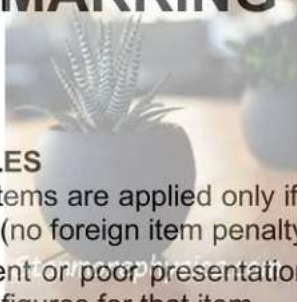 MARKING
LES
tems are applied only if
(no foreign item penalty
ent or poor presentation
figures for that item